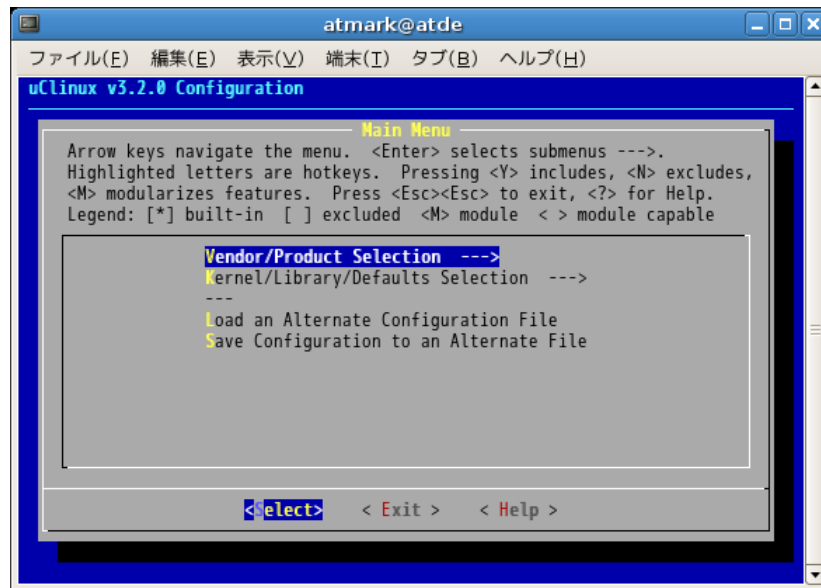 atmark@atde
ファイル(F) 編集(E) 表示(V) 端末(T) タブ(B) ヘルプ(H)
uClinux v3.2.0 Configuration
Main Menu
Arrow keys navigate the menu. <Enter> selects submenus --->.
Highlighted letters are hotkeys. Pressing <Y> includes, <N> excludes,
<M> modularizes features. Press <Esc><Esc> to exit, <?> for Help.
Legend: [*] built-in [ ] excluded <M> module < > module capable
Vendor/Product Selection --->
Kernel/Library/Defaults Selection --->
---
Load an Alternate Configuration File
Save Configuration to an Alternate File
<Select> < Exit > < Help >